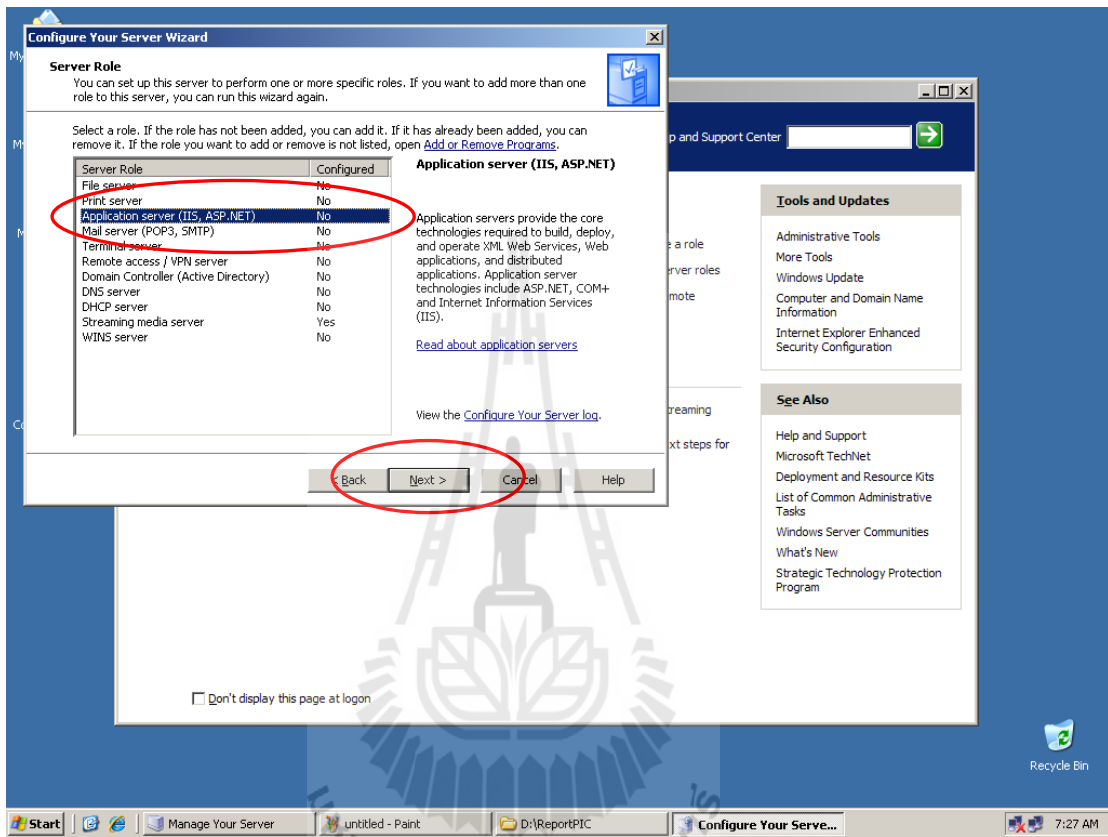 Configure Your Server Wizard
Server Role
You can set up this server to perform one or more specific roles. If you want to add more than one
role to this server, you can run this wizard again.
Select a role. If the role has not been added, you can add it. If it has already been added, you can
remove it. If the role you want to add or remove is not listed, open Add or Remove Programs.
Server Role Configured
File server No
Print server No
Application server (IIS, ASP.NET) No
Mail server (POP3, SMTP) No
Terminal server No
Remote access / VPN server No
Domain Controller (Active Directory) No
DNS server No
DHCP server No
Streaming media server Yes
WINS server No
Application server (IIS, ASP.NET)
Application servers provide the core
technologies required to build, deploy,
and operate XML Web Services, Web
applications, and distributed
applications. Application server
technologies include ASP.NET, COM+
and Internet Information Services
(IIS).
Read about application servers
View the Configure Your Server log.
< Back Next > Cancel Help
p and Support Center
e a role
erver roles
mote
treaming
xt steps for
Tools and Updates
Administrative Tools
More Tools
Windows Update
Computer and Domain Name
Information
Internet Explorer Enhanced
Security Configuration
See Also
Help and Support
Microsoft TechNet
Deployment and Resource Kits
List of Common Administrative
Tasks
Windows Server Communities
What's New
Strategic Technology Protection
Program
Don't display this page at logon
My
Recycle Bin
Start Manage Your Server untitled - Paint D:\ReportPIC Configure Your Serve... 7:27 AM